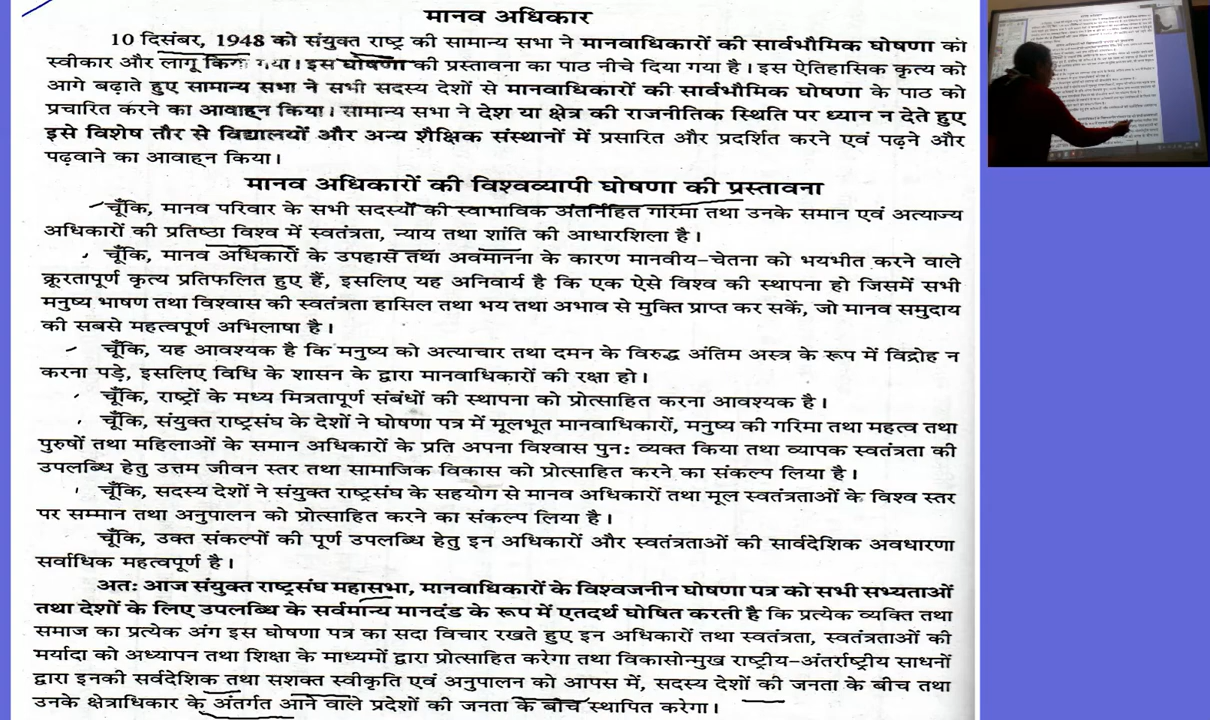 मानव अधिकार
10 दिसंबर, 1948 को संयुक्त राष्ट्र की सामान्य सभा ने मानवाधिकारों की सार्वभौमिक घोषणा को
स्वीकार और लागू किया गया। इस घोषणा की प्रस्तावना का पाठ नीचे दिया गया है। इस ऐतिहासिक कृत्य को
आगे बढ़ाते हुए सामान्य सभा ने सभी सदस्य देशों से मानवाधिकारों की सार्वभौमिक घोषणा के पाठ को
प्रचारित करने का आवाहन किया। सामान्य सभा ने देश या क्षेत्र की राजनीतिक स्थिति पर ध्यान न देते हुए
इसे विशेष तौर से विद्यालयों और अन्य शैक्षिक संस्थानों में प्रसारित और प्रदर्शित करने एवं पढ़ने और
पढ़वाने का आवाहन किया।
मानव अधिकारों की विश्वव्यापी घोषणा की प्रस्तावना
चूँकि, मानव परिवार के सभी सदस्यों की स्वाभाविक अंतर्निहित गरिमा तथा उनके समान एवं अत्याज्य
अधिकारों की प्रतिष्ठा विश्व में स्वतंत्रता, न्याय तथा शांति की आधारशिला है।
चूँकि, मानव अधिकारों के उपहास तथा अवमानना के कारण मानवीय-चेतना को भयभीत करने वाले
क्रूरतापूर्ण कृत्य प्रतिफलित हुए हैं, इसलिए यह अनिवार्य है कि एक ऐसे विश्व की स्थापना हो जिसमें सभी
मनुष्य भाषण तथा विश्वास की स्वतंत्रता हासिल तथा भय तथा अभाव से मुक्ति प्राप्त कर सकें, जो मानव समुदाय
की सबसे महत्वपूर्ण अभिलाषा है।
चूँकि, यह आवश्यक है कि मनुष्य को अत्याचार तथा दमन के विरुद्ध अंतिम अस्त्र के रूप में विद्रोह न
करना पड़े, इसलिए विधि के शासन के द्वारा मानवाधिकारों की रक्षा हो।
चूँकि, राष्ट्रों के मध्य मित्रतापूर्ण संबंधों की स्थापना को प्रोत्साहित करना आवश्यक है।
चूँकि, संयुक्त राष्ट्रसंघ के देशों ने घोषणा पत्र में मूलभूत मानवाधिकारों, मनुष्य की गरिमा तथा महत्व तथा
पुरुषों तथा महिलाओं के समान अधिकारों के प्रति अपना विश्वास पुनः व्यक्त किया तथा व्यापक स्वतंत्रता की
उपलब्धि हेतु उत्तम जीवन स्तर तथा सामाजिक विकास को प्रोत्साहित करने का संकल्प लिया है।
चूँकि, सदस्य देशों ने संयुक्त राष्ट्रसंघ के सहयोग से मानव अधिकारों तथा मूल स्वतंत्रताओं के विश्व स्तर
पर सम्मान तथा अनुपालन को प्रोत्साहित करने का संकल्प लिया है।
चूँकि, उक्त संकल्पों की पूर्ण उपलब्धि हेतु इन अधिकारों और स्वतंत्रताओं की सार्वदेशिक अवधारणा
सर्वाधिक महत्वपूर्ण है।
अतः आज संयुक्त राष्ट्रसंघ महासभा, मानवाधिकारों के विश्वजनीन घोषणा पत्र को सभी सभ्यताओं
तथा देशों के लिए उपलब्धि के सर्वमान्य मानदंड के रूप में एतदर्थ घोषित करती है कि प्रत्येक व्यक्ति तथा
समाज का प्रत्येक अंग इस घोषणा पत्र का सदा विचार रखते हुए इन अधिकारों तथा स्वतंत्रता, स्वतंत्रताओं की
मर्यादा को अध्यापन तथा शिक्षा के माध्यमों द्वारा प्रोत्साहित करेगा तथा विकासोन्मुख राष्ट्रीय-अंतर्राष्ट्रीय साधनों
द्वारा इनकी सर्वदेशिक तथा सशक्त स्वीकृति एवं अनुपालन को आपस में, सदस्य देशों की जनता के बीच तथा
उनके क्षेत्राधिकार के अंतर्गत आने वाले प्रदेशों की जनता के बीच स्थापित करेगा।